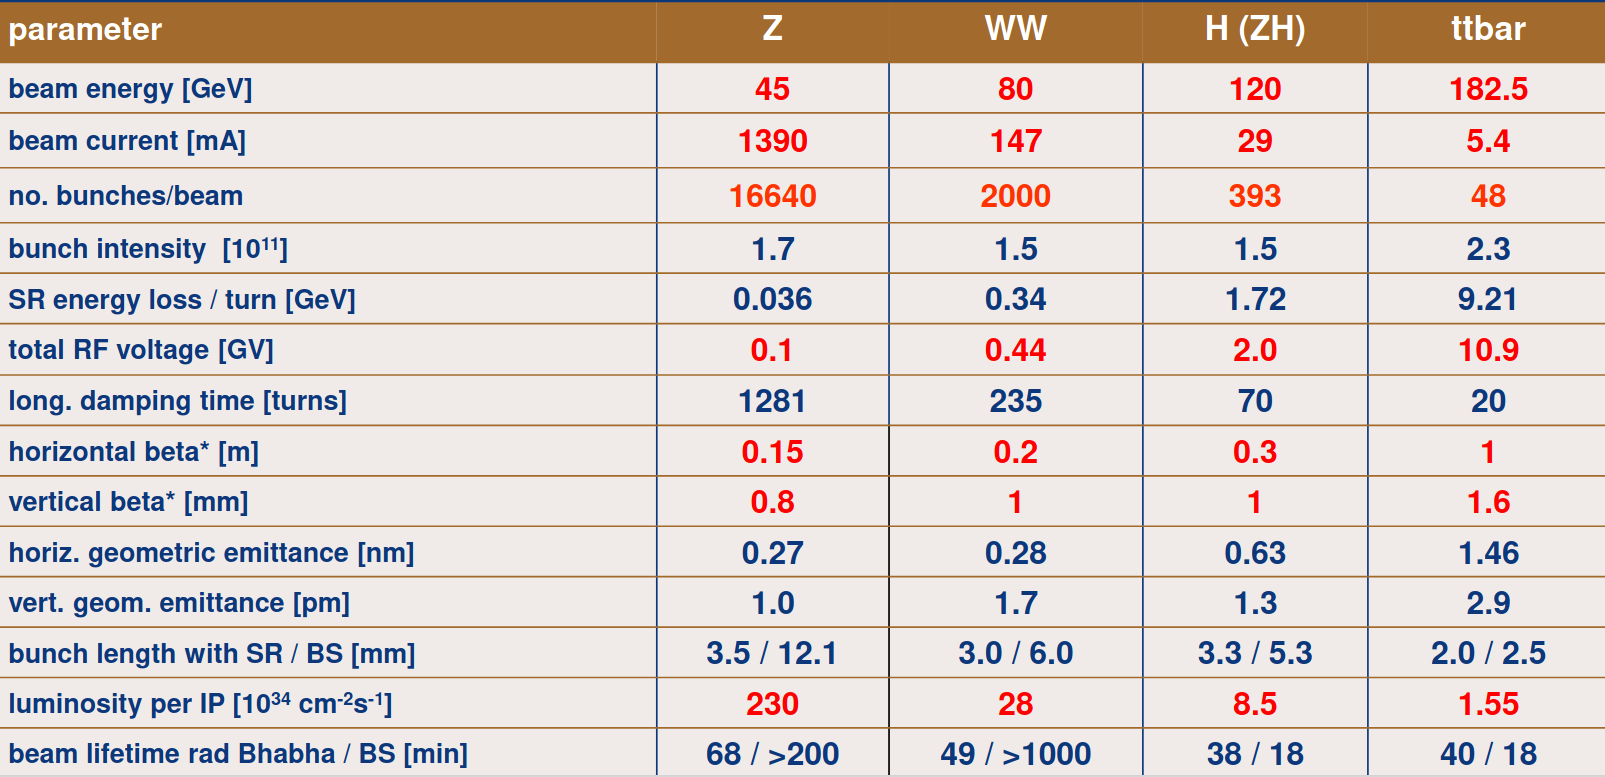 parameter Z WW H (ZH) ttbar
beam energy [GeV] 45 80 120 182.5
beam current [mA] 1390 147 29 5.4
no. bunches/beam 16640 2000 393 48
bunch intensity [10¹¹] 1.7 1.5 1.5 2.3
SR energy loss / turn [GeV] 0.036 0.34 1.72 9.21
total RF voltage [GV] 0.1 0.44 2.0 10.9
long. damping time [turns] 1281 235 70 20
horizontal beta* [m] 0.15 0.2 0.3 1
vertical beta* [mm] 0.8 1 1 1.6
horiz. geometric emittance [nm] 0.27 0.28 0.63 1.46
vert. geom. emittance [pm] 1.0 1.7 1.3 2.9
bunch length with SR / BS [mm] 3.5 / 12.1 3.0 / 6.0 3.3 / 5.3 2.0 / 2.5
luminosity per IP [10³⁴ cm⁻²s⁻¹] 230 28 8.5 1.55
beam lifetime rad Bhabha / BS [min] 68 / >200 49 / >1000 38 / 18 40 / 18